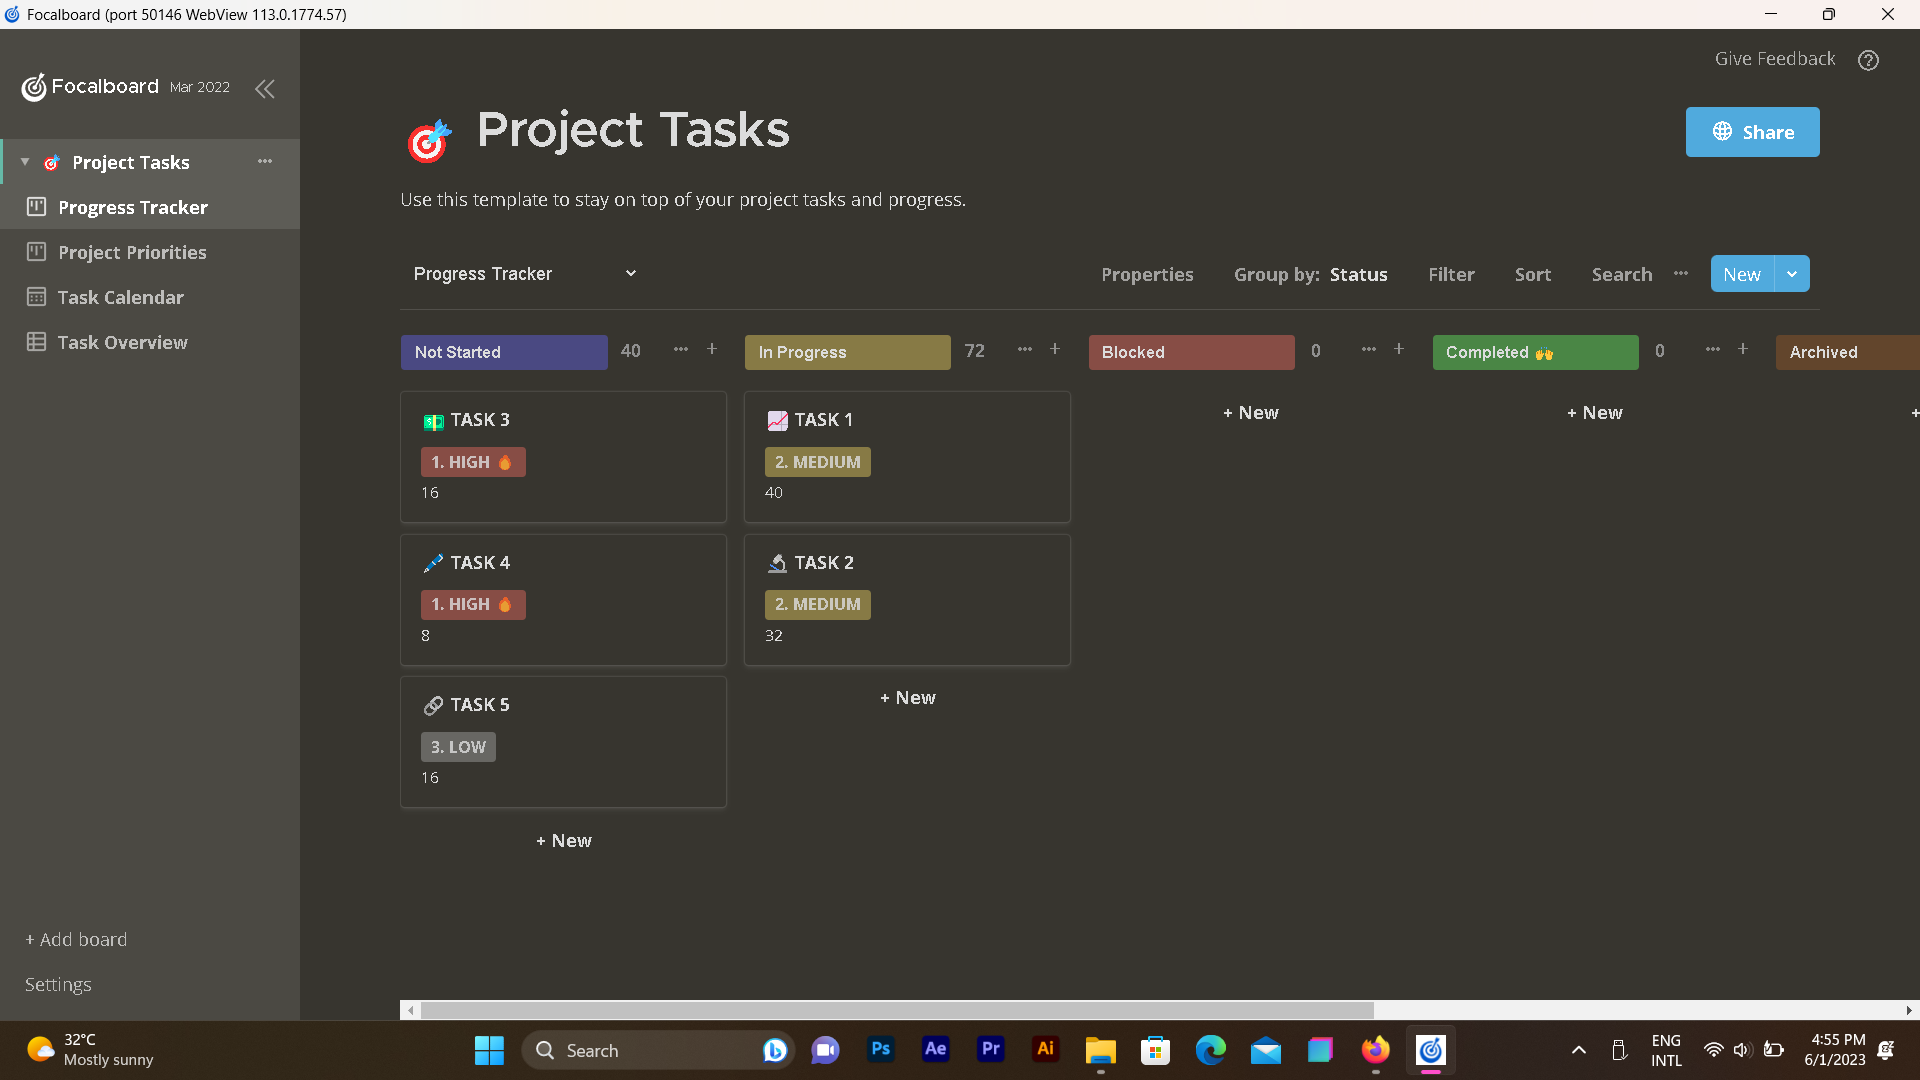 Focalboard (port 50146 WebView 113.0.1774.57)
Give Feedback
Focalboard Mar 2022
Project Tasks
Progress Tracker
Project Priorities
Task Calendar
Task Overview
+ Add board
Settings
Project Tasks
Share
Use this template to stay on top of your project tasks and progress.
Progress Tracker
Properties Group by: Status Filter Sort Search ··· New
Not Started 40 ··· +
TASK 3
1. HIGH 🔥
16
TASK 4
1. HIGH 🔥
8
TASK 5
3. LOW
16
+ New
In Progress 72 ··· +
TASK 1
2. MEDIUM
40
TASK 2
2. MEDIUM
32
+ New
Blocked 0 ··· +
+ New
Completed 🙌 0 ··· +
+ New
Archived
+
32°C
Mostly sunny
Search
Ps
Ae
Pr
Ai
ENG
INTL
4:55 PM
6/1/2023